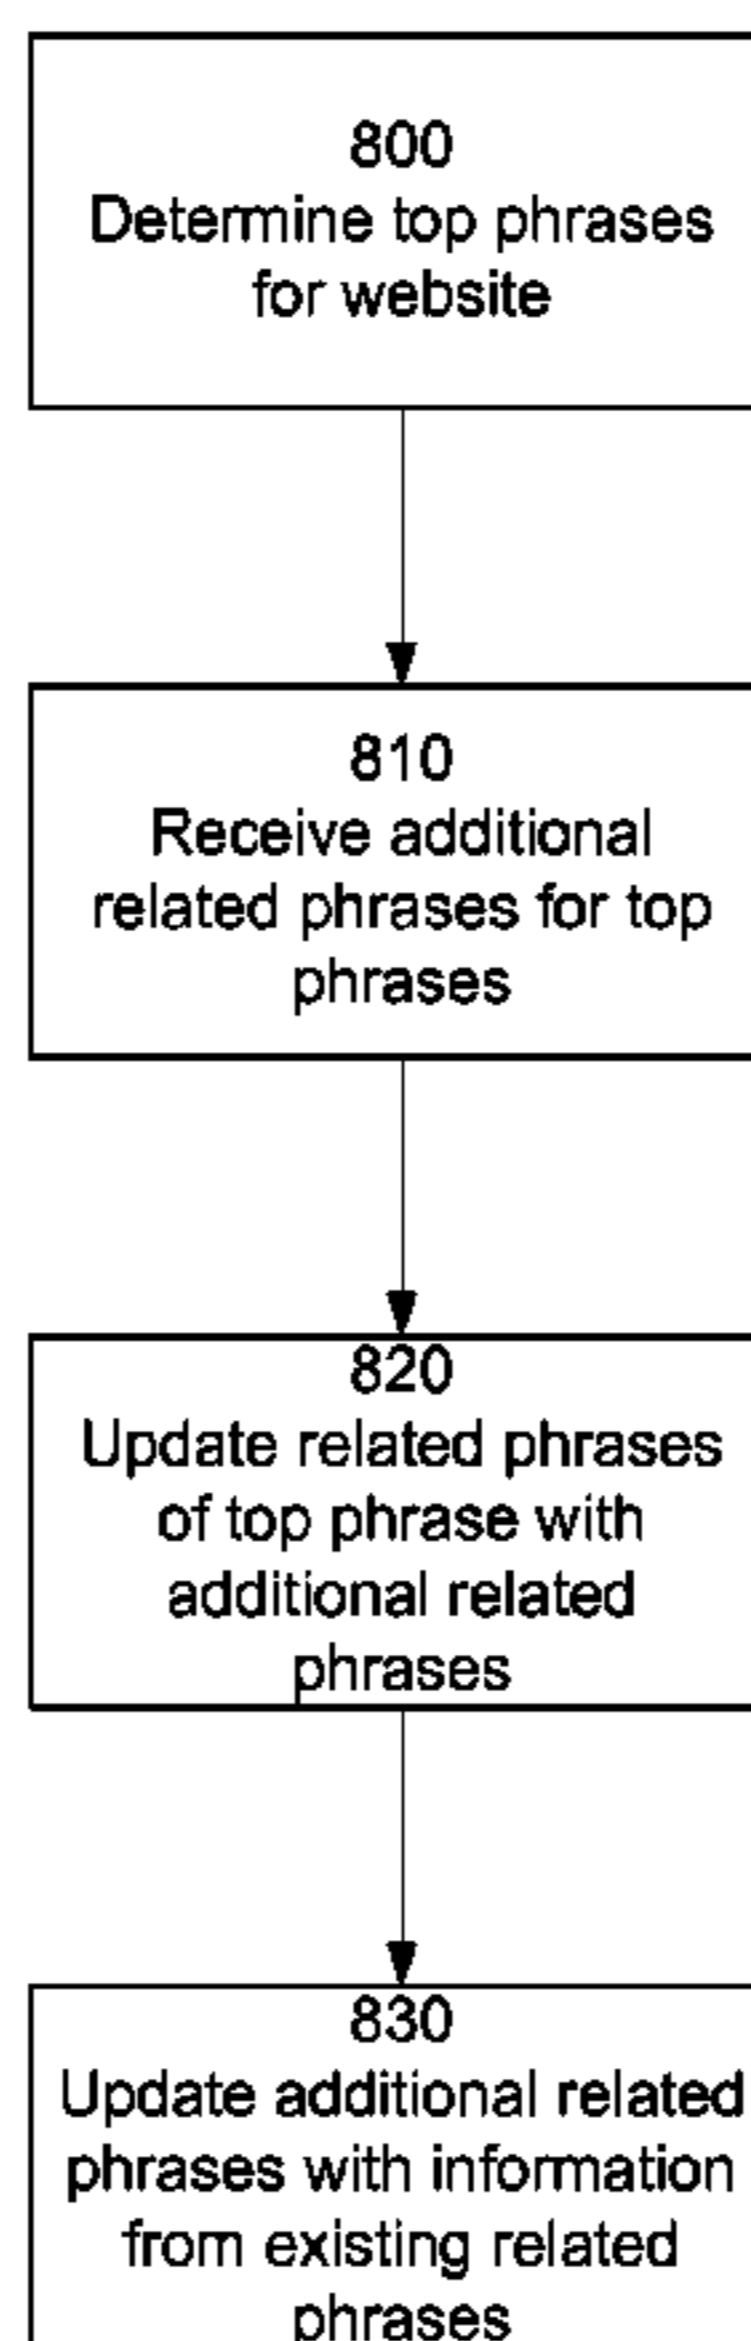 800
Determine top phrases
for website
810
Receive additional
related phrases for top
phrases
820
Update related phrases
of top phrase with
additional related
phrases
830
Update additional related
phrases with information
from existing related
phrases